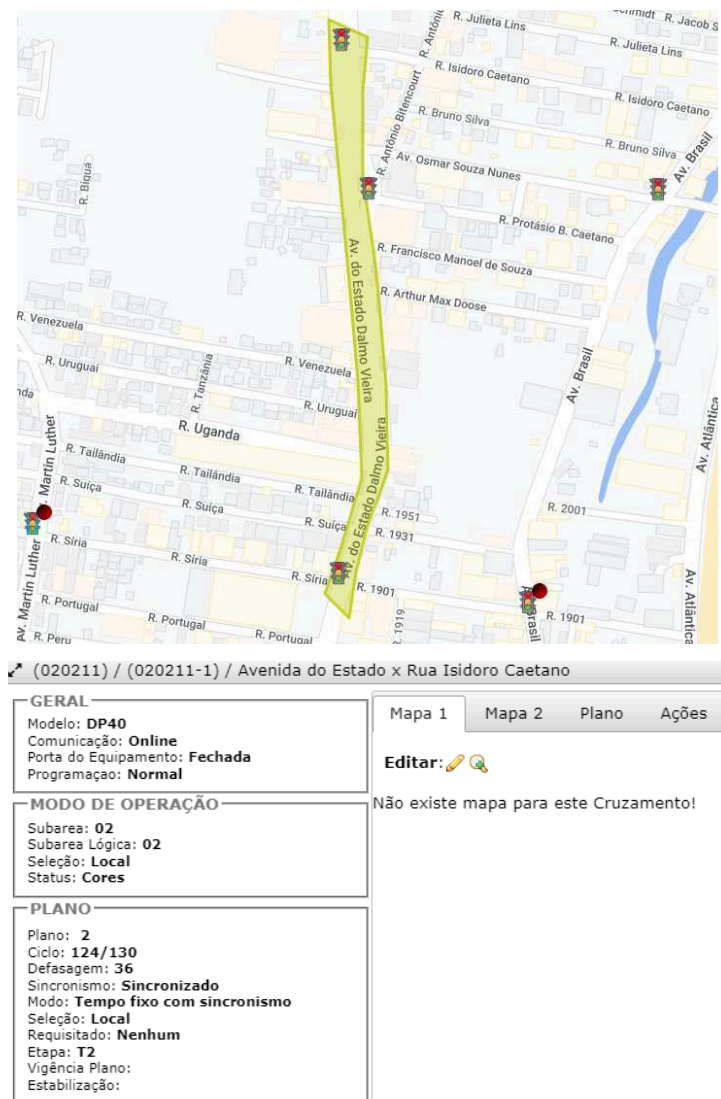 R. Antônio
R. Julieta Lins
R. Jacob S
R. Julieta Lins
R. Isidoro Caetano
R. Isidoro Caetano
R. Antônio Bitencourt
R. Bruno Silva
R. Bruno Silva
Av. Brasil
Av. Osmar Souza Nunes
R. Biquá
R. Protásio B. Caetano
R. Francisco Manoel de Souza
R. Arthur Max Doose
Av. do Estado Dalmo Vieira
R. Venezuela
R. Venezuela
R. Uruguai
R. Tanzânia
R. Uruguai
Av. Brasil
Av. Atlântica
R. Uganda
Av. do Estado Dalmo Vieira
. Martin Luther
R. Tailândia
R. Tailândia
R. Tailândia
R. Suíça
R. Suíça
R. Suíça
R. 1951
R. 1931
R. 2001
R. Síria
R. Síria
R. Síria
R. 1901
R. 1901
Av. Martin Luther
R. Portugal
R. Portugal
R. Portugal
R. 1919
Av. Atlântica
R. Peru
(020211) / (020211-1) / Avenida do Estado x Rua Isidoro Caetano
GERAL
Modelo: DP40
Comunicação: Online
Porta do Equipamento: Fechada
Programaçao: Normal
MODO DE OPERAÇÃO
Subarea: 02
Subarea Lógica: 02
Seleção: Local
Status: Cores
PLANO
Plano: 2
Ciclo: 124/130
Defasagem: 36
Sincronismo: Sincronizado
Modo: Tempo fixo com sincronismo
Seleção: Local
Requisitado: Nenhum
Etapa: T2
Vigência Plano:
Estabilização:
Mapa 1 Mapa 2 Plano Ações
Editar:
Não existe mapa para este Cruzamento!